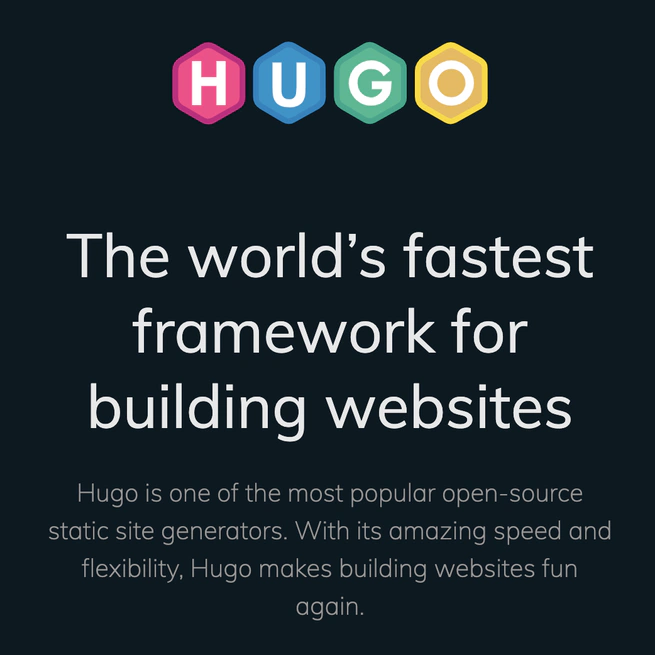 HUGO
The world’s fastest
framework for
building websites
Hugo is one of the most popular open-source
static site generators. With its amazing speed and
flexibility, Hugo makes building websites fun
again.